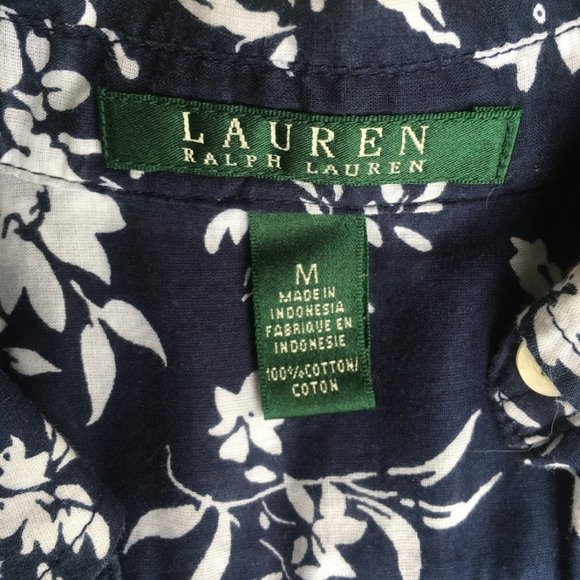 LAUREN
RALPH LAUREN
M
MADE IN
INDONESIA
FABRIQUE EN
INDONESIE
100%COTTON/
COTON